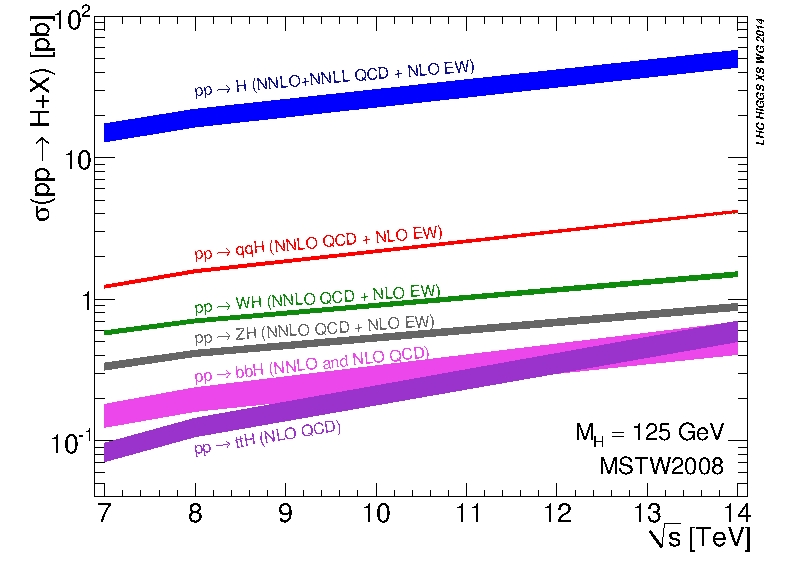 σ(pp → H+X) [pb]
10²
10
1
10⁻¹
pp → H (NNLO+NNLL QCD + NLO EW)
pp → qqH (NNLO QCD + NLO EW)
pp → WH (NNLO QCD + NLO EW)
pp → ZH (NNLO QCD + NLO EW)
pp → bbH (NNLO and NLO QCD)
pp → ttH (NLO QCD)
M_H = 125 GeV
MSTW2008
7 8 9 10 11 12 13 14
√s [TeV]
LHC HIGGS XS WG 2014